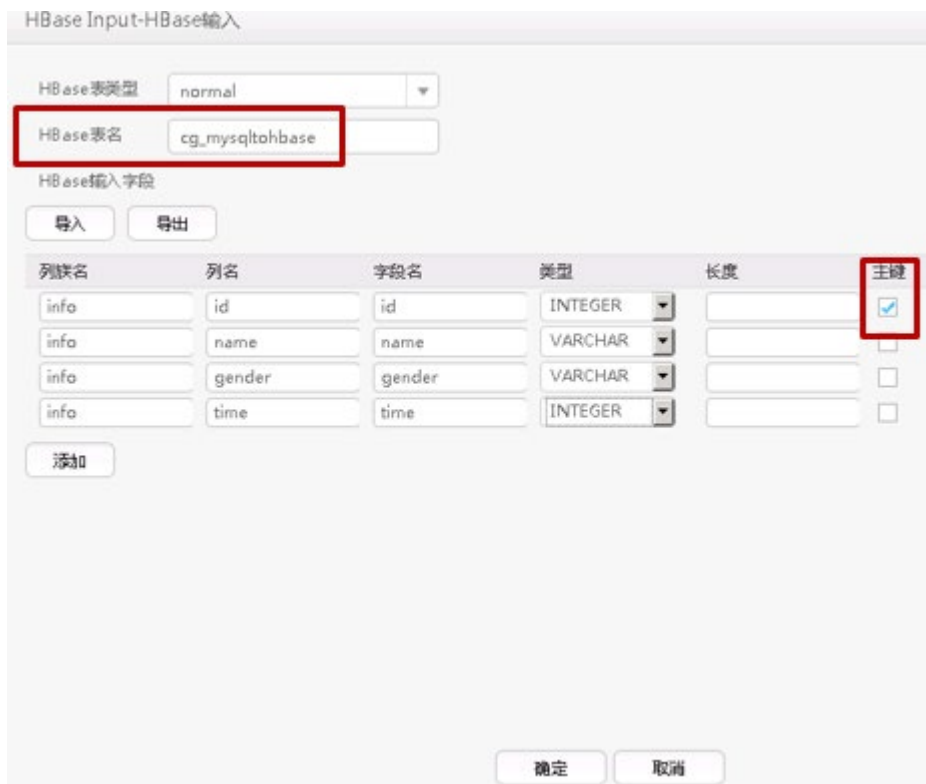 HBase Input-HBase输入
HBase表类型 normal
HBase表名 cg_mysqltohbase
HBase输入字段
导入 导出
列族名 列名 字段名 类型 长度 主键
info id id INTEGER
info name name VARCHAR
info gender gender VARCHAR
info time time INTEGER
添加
确定 取消